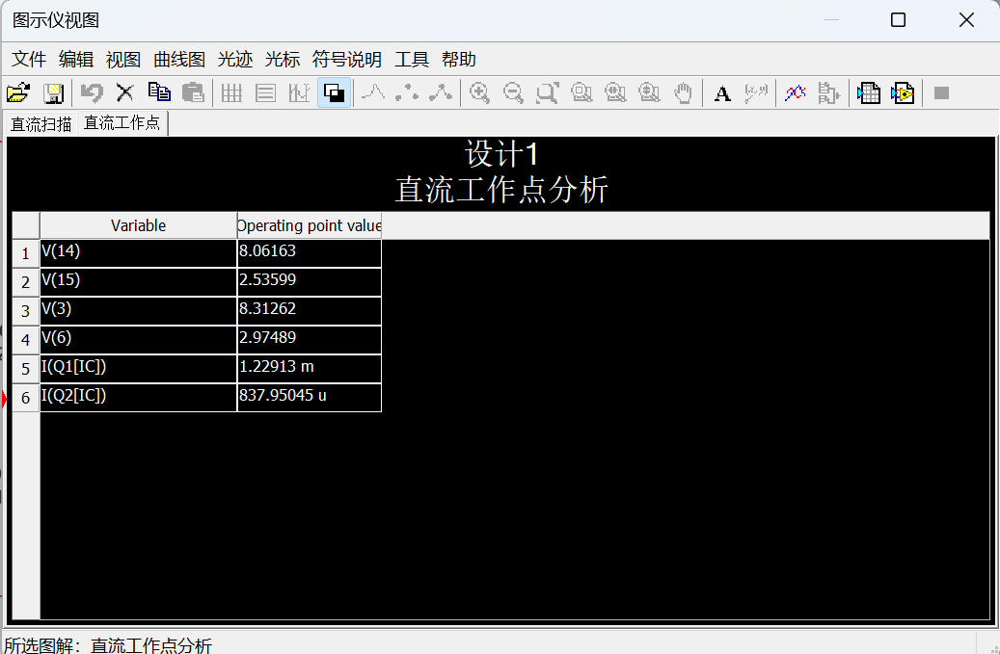 图示仪视图
文件 编辑 视图 曲线图 光迹 光标 符号说明 工具 帮助
直流扫描 直流工作点
设计1
直流工作点分析
Variable Operating point value
1 V(14) 8.06163
2 V(15) 2.53599
3 V(3) 8.31262
4 V(6) 2.97489
5 I(Q1[IC]) 1.22913 m
6 I(Q2[IC]) 837.95045 u
所选图解：直流工作点分析